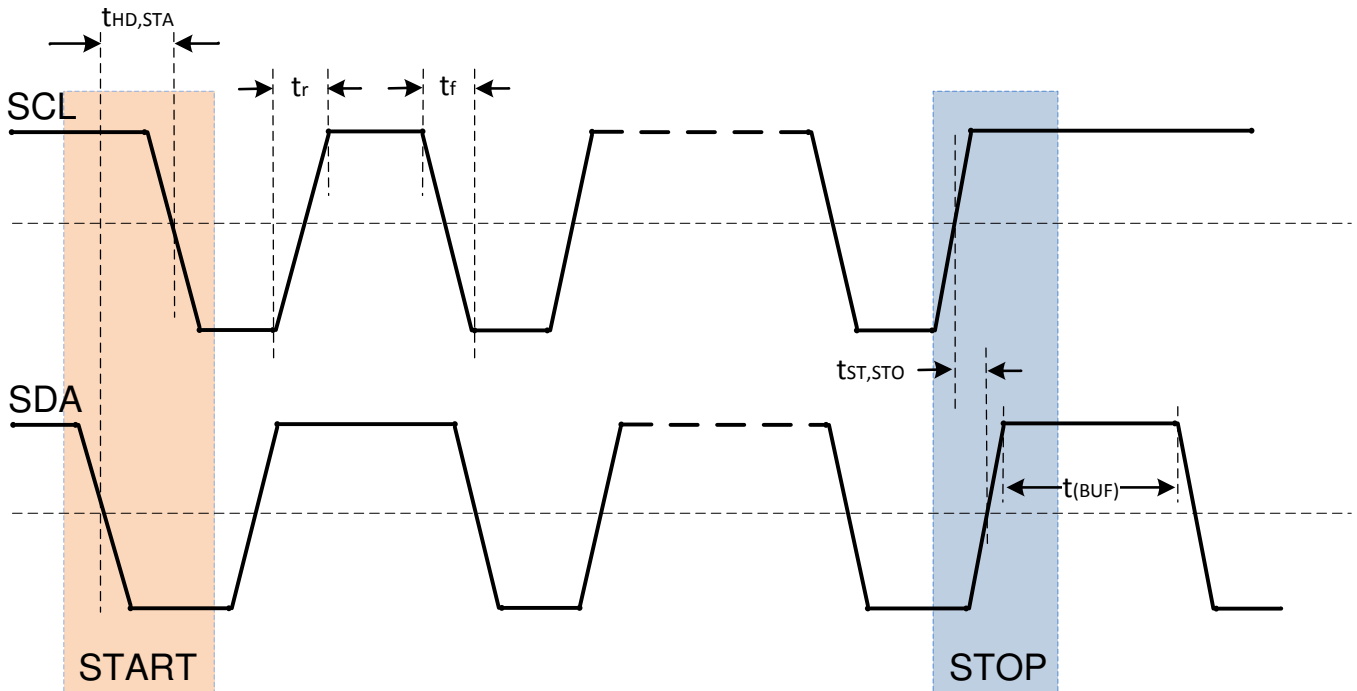 tHD,STA
tr
tf
SCL
tST,STO
SDA
t(BUF)
START
STOP